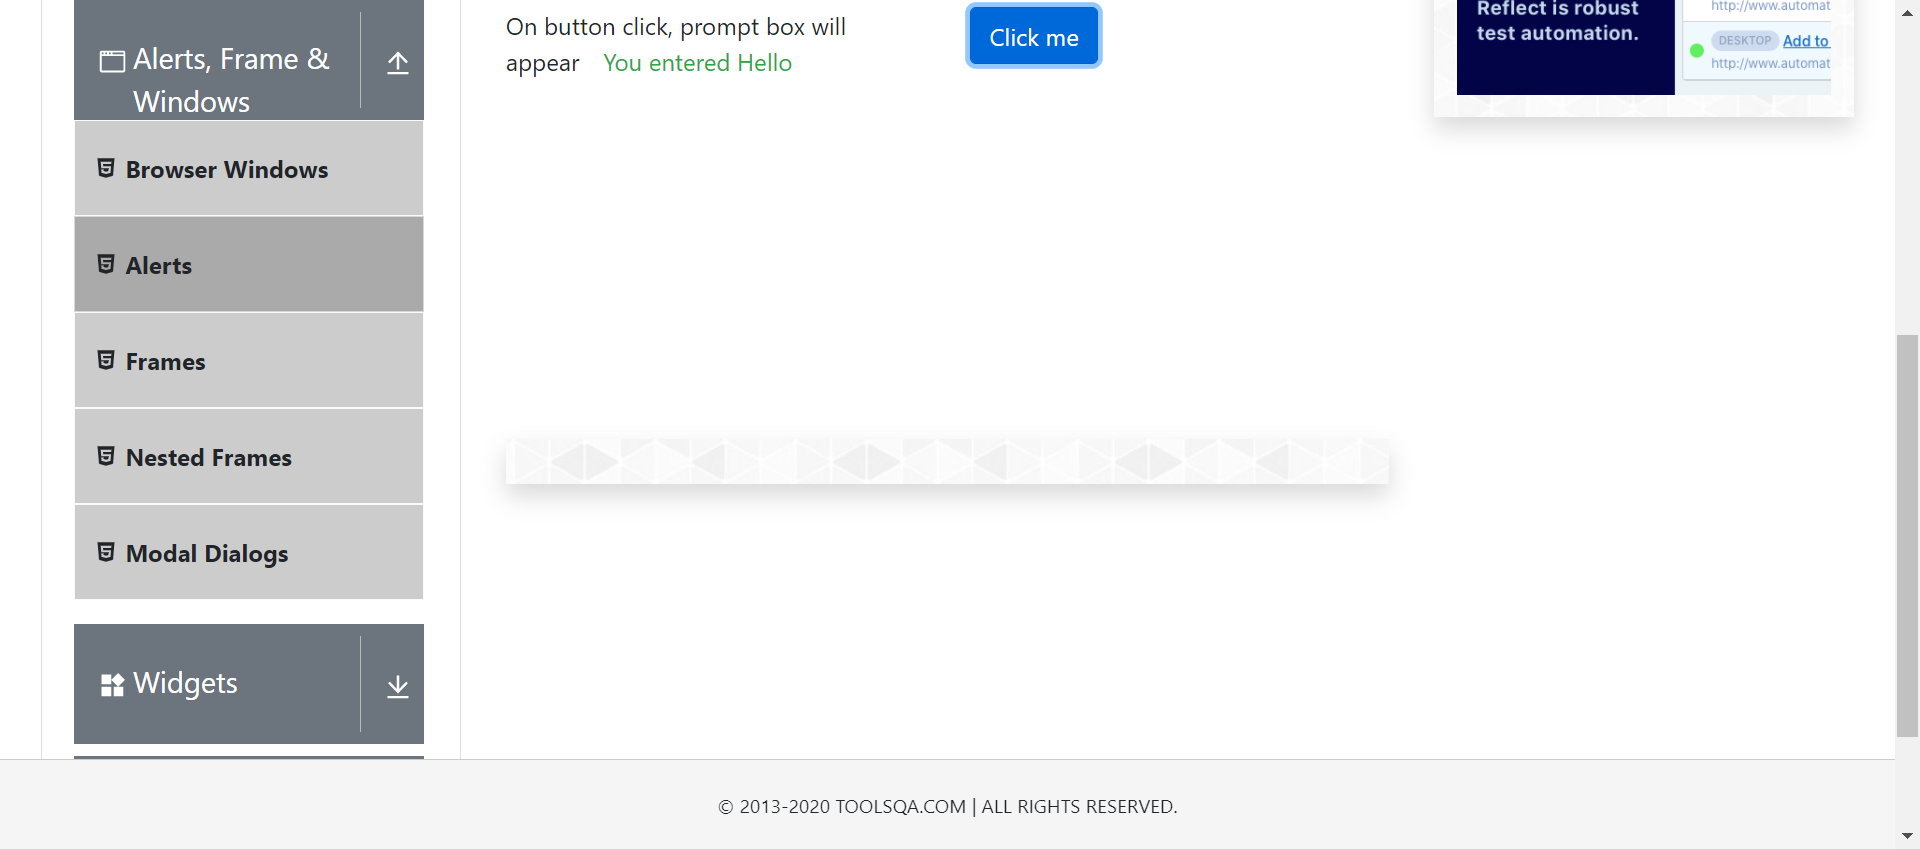 Alerts, Frame &
Windows
Browser Windows
Alerts
Frames
Nested Frames
Modal Dialogs
Widgets
On button click, prompt box will
appear You entered Hello
Click me
Reflect is robust
test automation.
http://www.automat
DESKTOP Add to
http://www.automat
© 2013-2020 TOOLSQA.COM | ALL RIGHTS RESERVED.